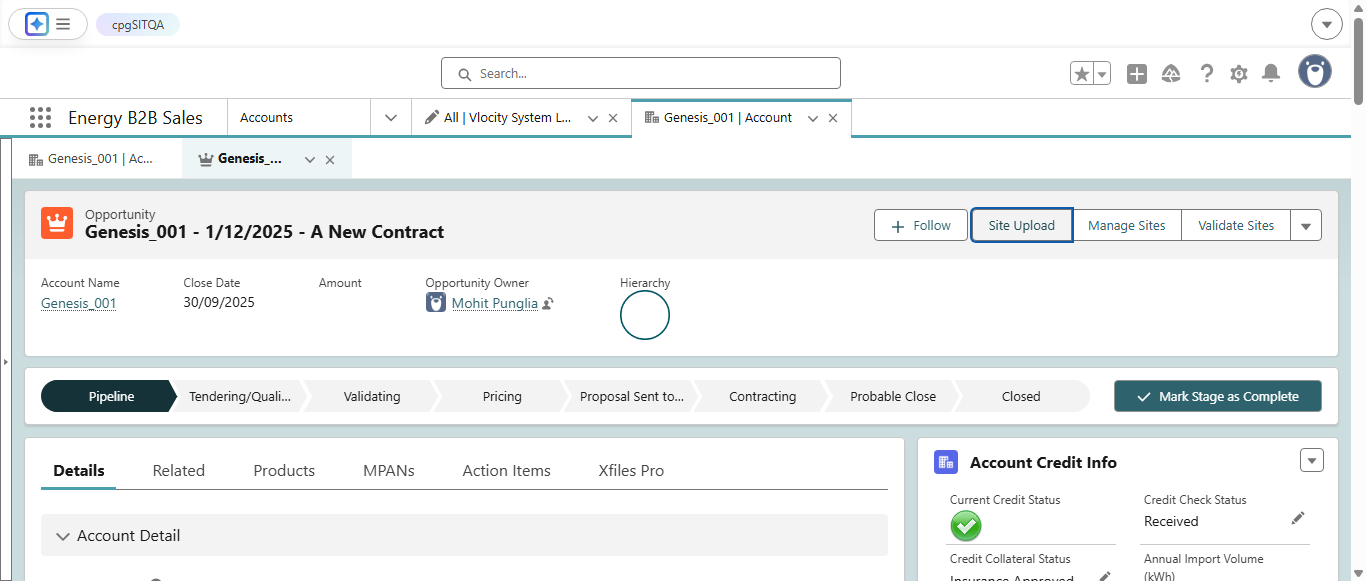 cpgSITQA
Search...
Energy B2B Sales
Accounts
All | Vlocity System L...
Genesis_001 | Account
Genesis_001 | Ac...
Genesis_...
Opportunity
Genesis_001 - 1/12/2025 - A New Contract
Follow
Site Upload
Manage Sites
Validate Sites
Account Name
Close Date
Amount
Opportunity Owner
Hierarchy
Genesis_001
30/09/2025
Mohit Punglia
Pipeline
Tendering/Quali...
Validating
Pricing
Proposal Sent to...
Contracting
Probable Close
Closed
Mark Stage as Complete
Details
Related
Products
MPANs
Action Items
Xfiles Pro
Account Detail
Account Credit Info
Current Credit Status
Credit Check Status
Received
Credit Collateral Status
Insurance Approved
Annual Import Volume
(kWh)